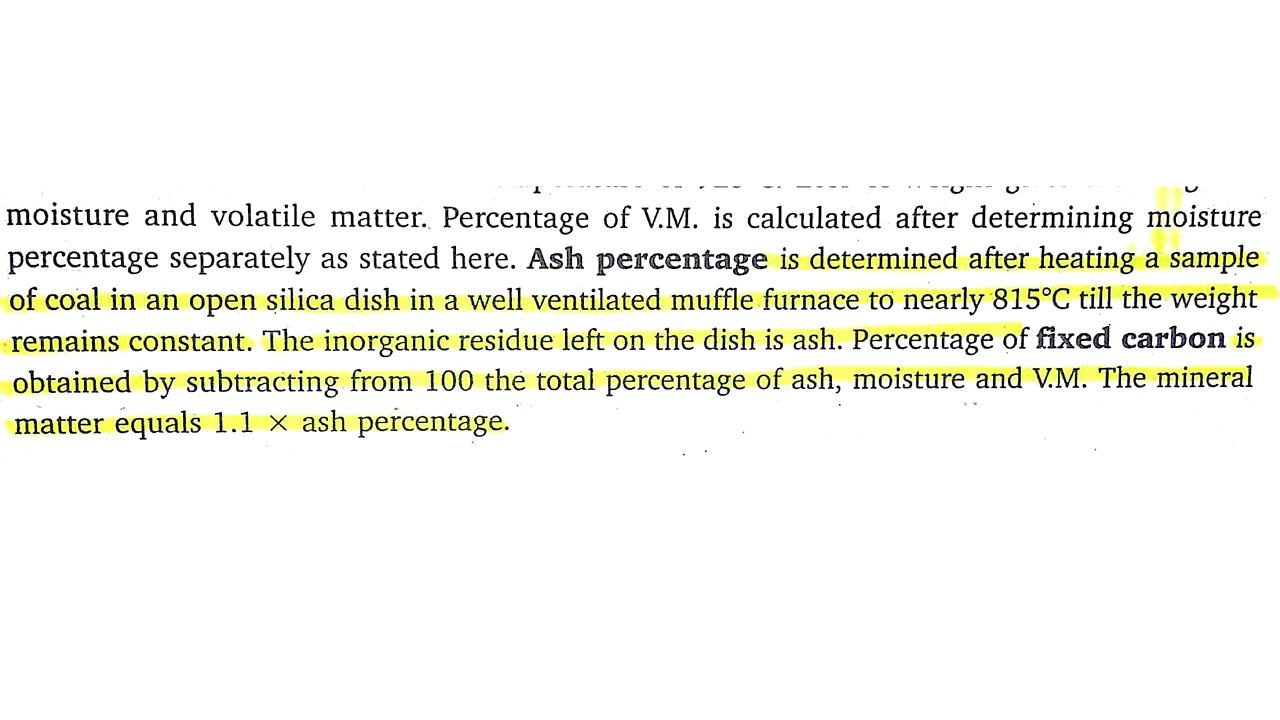 moisture and volatile matter. Percentage of V.M. is calculated after determining moisture
percentage separately as stated here. Ash percentage is determined after heating a sample
of coal in an open silica dish in a well ventilated muffle furnace to nearly 815°C till the weight
remains constant. The inorganic residue left on the dish is ash. Percentage of fixed carbon is
obtained by subtracting from 100 the total percentage of ash, moisture and V.M. The mineral
matter equals 1.1 × ash percentage.